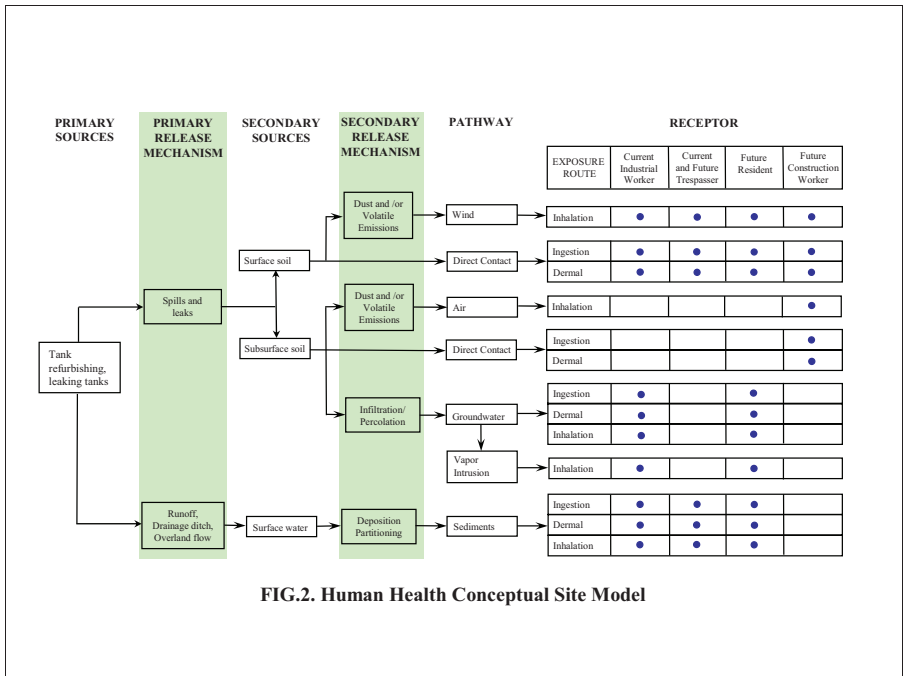 PRIMARY
SOURCES
PRIMARY
RELEASE
MECHANISM
SECONDARY
SOURCES
SECONDARY
RELEASE
MECHANISM
PATHWAY
RECEPTOR
EXPOSURE
ROUTE
Current
Industrial
Worker
Current
and Future
Trespasser
Future
Resident
Future
Construction
Worker
Dust and /or
Volatile
Emissions
Wind
Inhalation
Surface soil
Direct Contact
Ingestion
Dermal
Spills and
leaks
Dust and /or
Volatile
Emissions
Air
Inhalation
Tank
refurbishing,
leaking tanks
Subsurface soil
Direct Contact
Ingestion
Dermal
Infiltration/
Percolation
Groundwater
Ingestion
Dermal
Inhalation
Vapor
Intrusion
Inhalation
Runoff,
Drainage ditch,
Overland flow
Surface water
Deposition
Partitioning
Sediments
Ingestion
Dermal
Inhalation
FIG.2. Human Health Conceptual Site Model